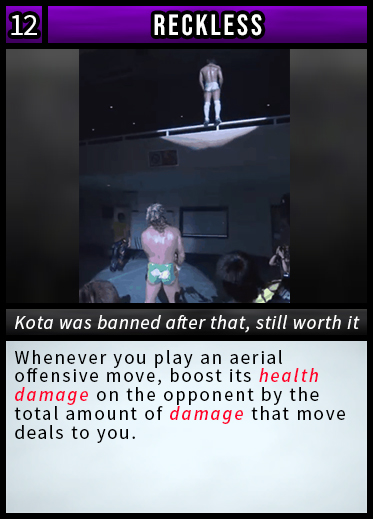 12
RECKLESS
Kota was banned after that, still worth it
Whenever you play an aerial
offensive move, boost its health
damage on the opponent by the
total amount of damage that move
deals to you.